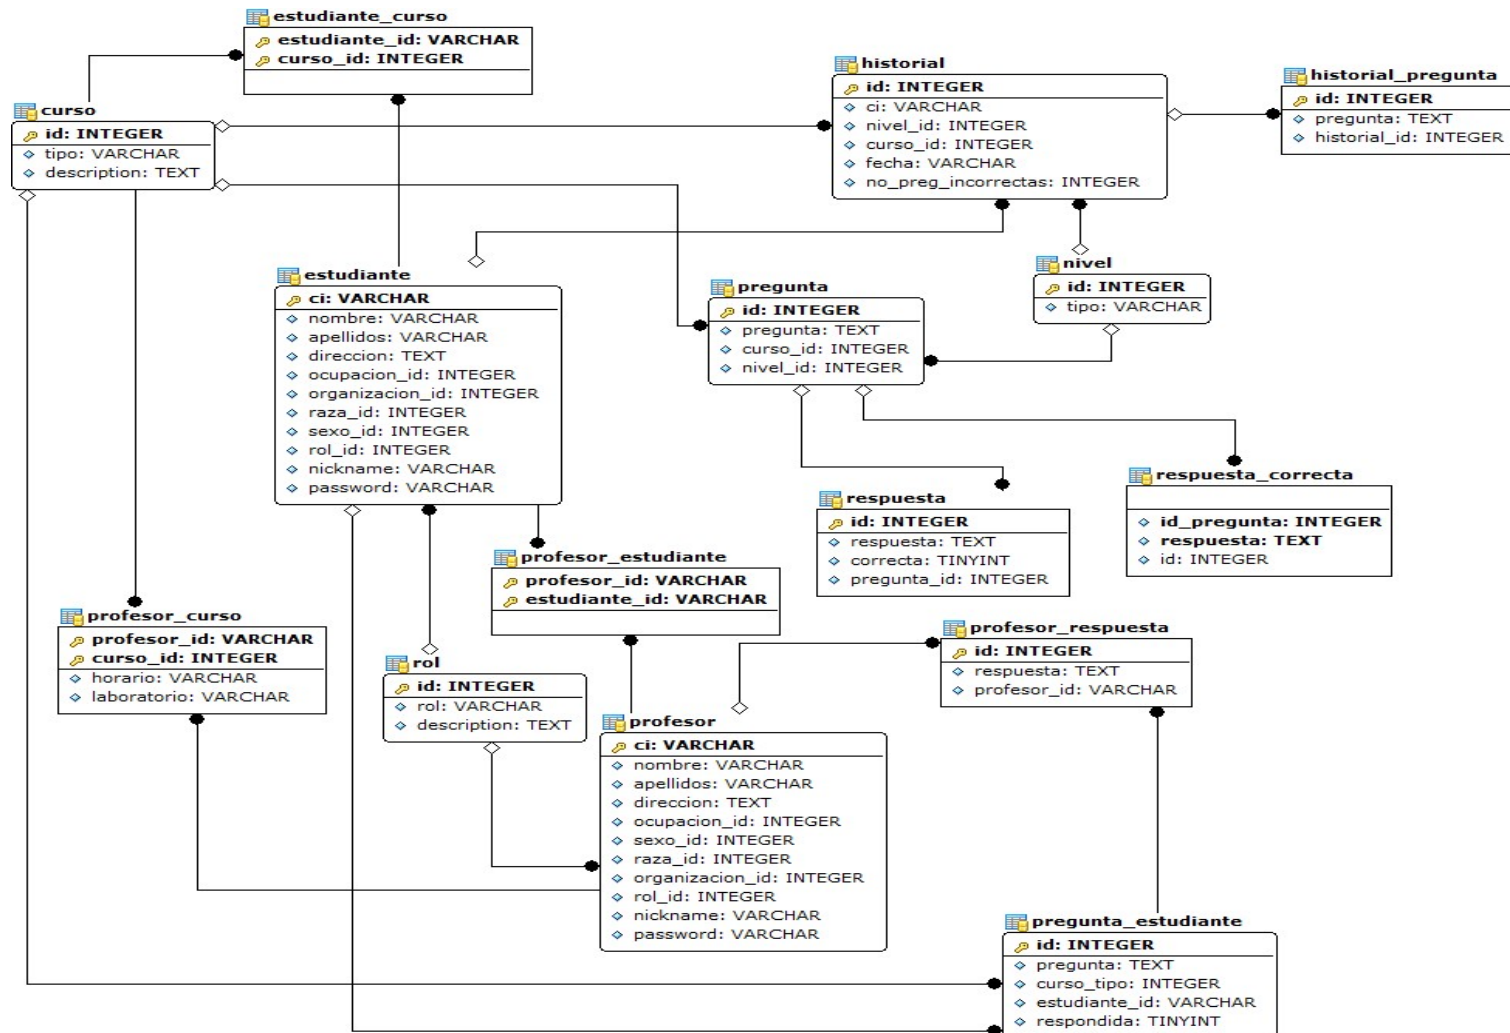 estudiante_curso
estudiante_id: VARCHAR
curso_id: INTEGER
historial
id: INTEGER
ci: VARCHAR
nivel_id: INTEGER
curso_id: INTEGER
fecha: VARCHAR
no_preg_incorrectas: INTEGER
historial_pregunta
id: INTEGER
pregunta: TEXT
historial_id: INTEGER
curso
id: INTEGER
tipo: VARCHAR
description: TEXT
estudiante
ci: VARCHAR
nombre: VARCHAR
apellidos: VARCHAR
direccion: TEXT
ocupacion_id: INTEGER
organizacion_id: INTEGER
raza_id: INTEGER
sexo_id: INTEGER
rol_id: INTEGER
nickname: VARCHAR
password: VARCHAR
pregunta
id: INTEGER
pregunta: TEXT
curso_id: INTEGER
nivel_id: INTEGER
nivel
id: INTEGER
tipo: VARCHAR
respuesta
id: INTEGER
respuesta: TEXT
correcta: TINYINT
pregunta_id: INTEGER
respuesta_correcta
id_pregunta: INTEGER
respuesta: TEXT
id: INTEGER
profesor_estudiante
profesor_id: VARCHAR
estudiante_id: VARCHAR
profesor_curso
profesor_id: VARCHAR
curso_id: INTEGER
horario: VARCHAR
laboratorio: VARCHAR
rol
id: INTEGER
rol: VARCHAR
description: TEXT
profesor_respuesta
id: INTEGER
respuesta: TEXT
profesor_id: VARCHAR
profesor
ci: VARCHAR
nombre: VARCHAR
apellidos: VARCHAR
direccion: TEXT
ocupacion_id: INTEGER
sexo_id: INTEGER
raza_id: INTEGER
organizacion_id: INTEGER
rol_id: INTEGER
nickname: VARCHAR
password: VARCHAR
pregunta_estudiante
id: INTEGER
pregunta: TEXT
curso_tipo: INTEGER
estudiante_id: VARCHAR
respondida: TINYINT